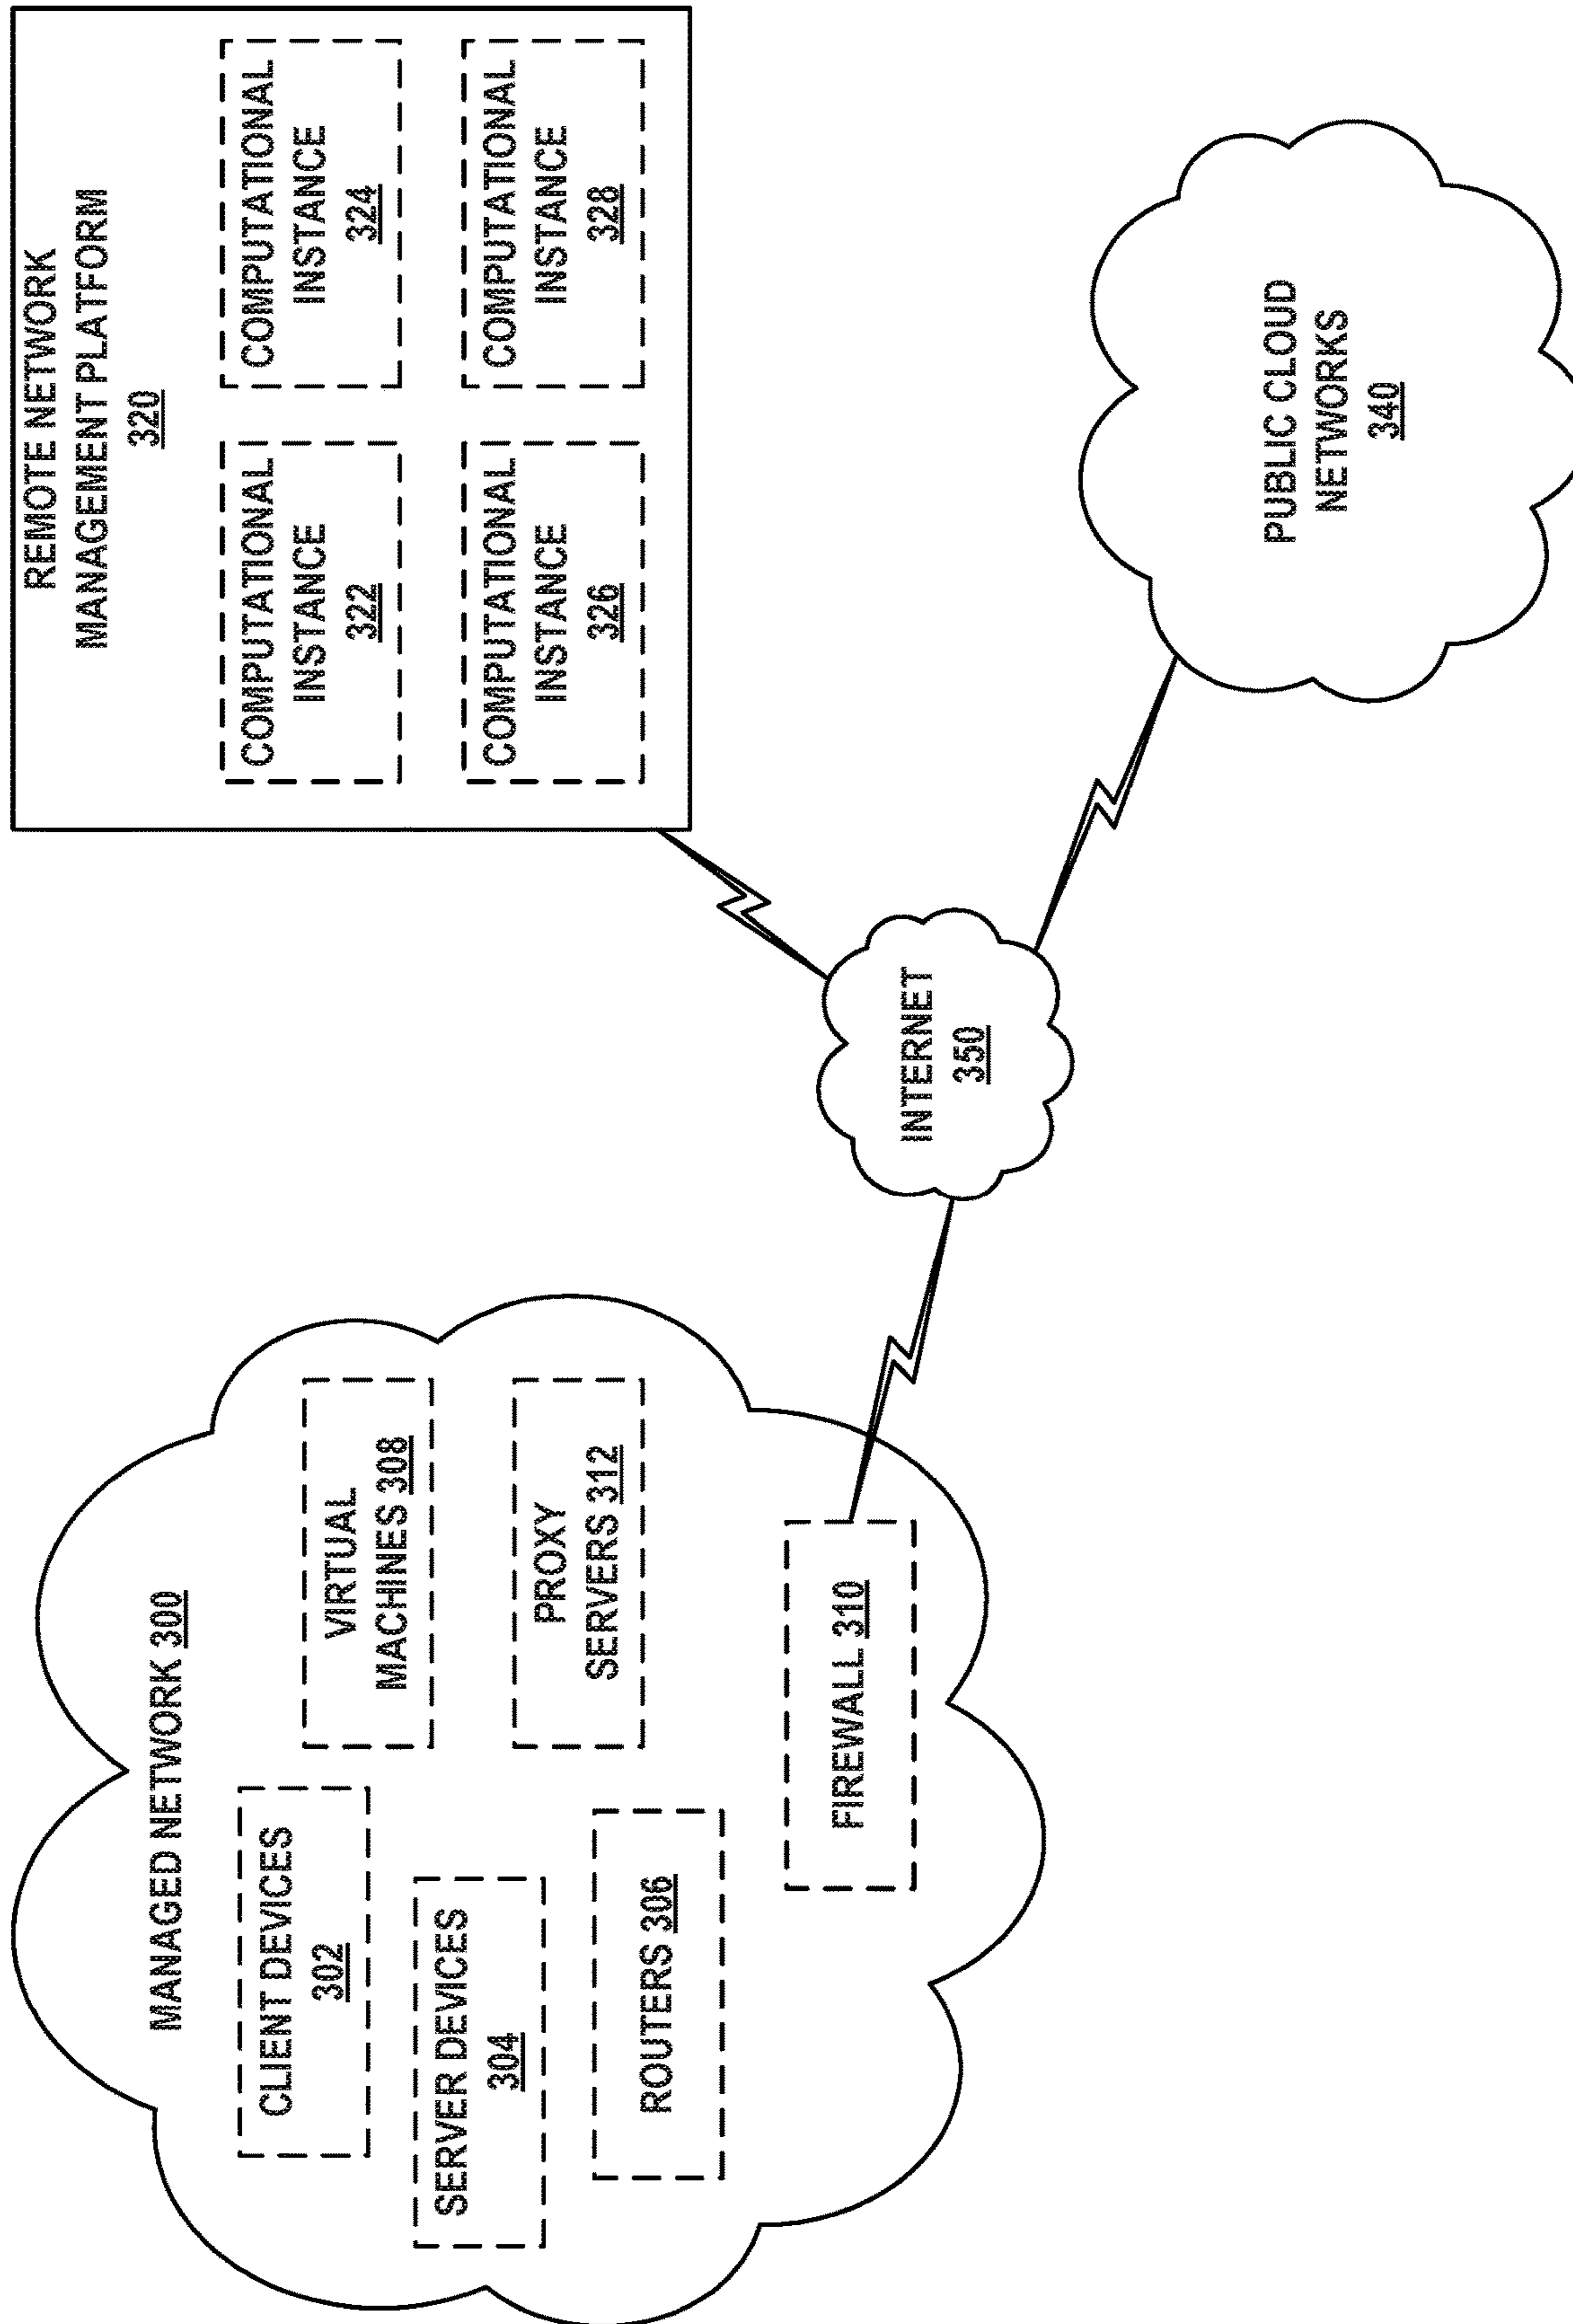 MANAGED NETWORK 300
CLIENT DEVICES
302
SERVER DEVICES
304
ROUTERS 306
VIRTUAL
MACHINES 308
PROXY
SERVERS 312
FIREWALL 310
INTERNET
350
REMOTE NETWORK
MANAGEMENT PLATFORM
320
COMPUTATIONAL
INSTANCE
322
COMPUTATIONAL
INSTANCE
324
COMPUTATIONAL
INSTANCE
326
COMPUTATIONAL
INSTANCE
328
PUBLIC CLOUD
NETWORKS
340